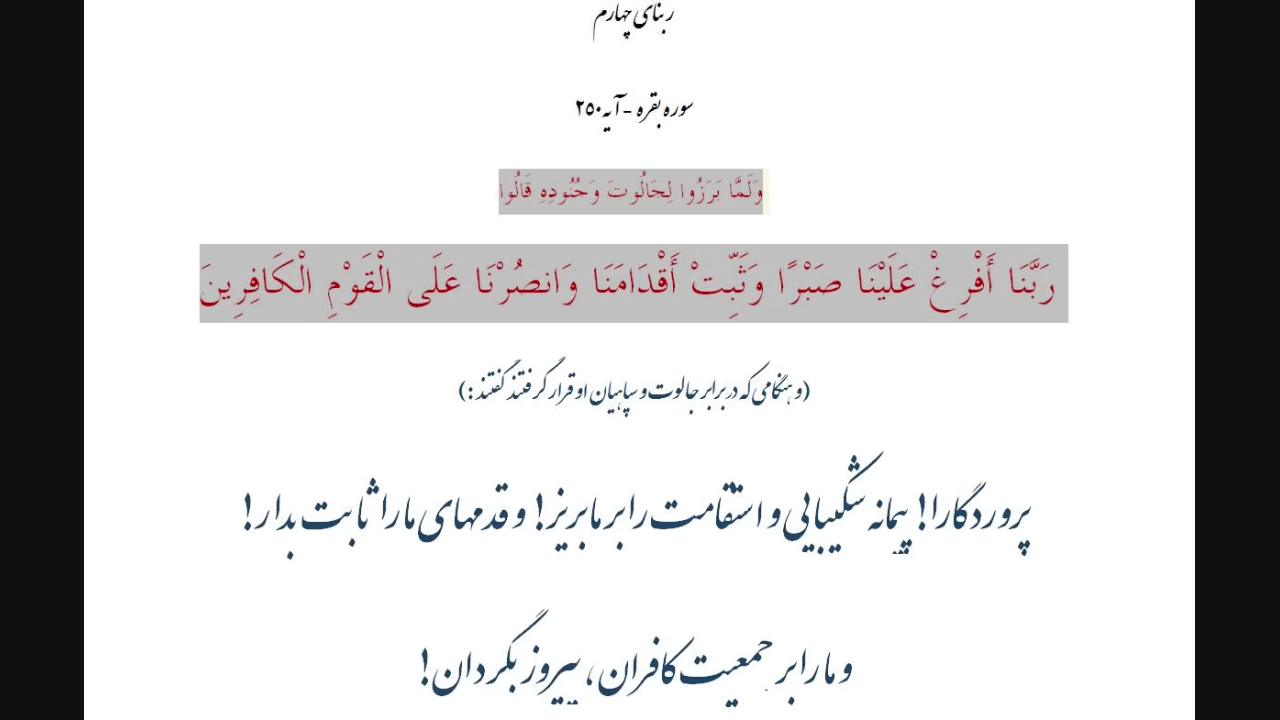 ربنای چهارم
سوره بقره - آیه ۲۵۰
وَلَمَّا بَرَزُوا لِجَالُوتَ وَجُنُودِهِ قَالُوا
رَبَّنَا أَفْرِغْ عَلَيْنَا صَبْرًا وَثَبِّتْ أَقْدَامَنَا وَانصُرْنَا عَلَى الْقَوْمِ الْكَافِرِينَ
(و هنگامی که در برابر جالوت و سپاهیان او قرار گرفتند گفتند :)
پروردگارا! پیمانه شکیبایی و استقامت را بر ما بریز! و قدمهای ما را ثابت بدار!
و ما را بر جمعیت کافران، پیروز بگردان!